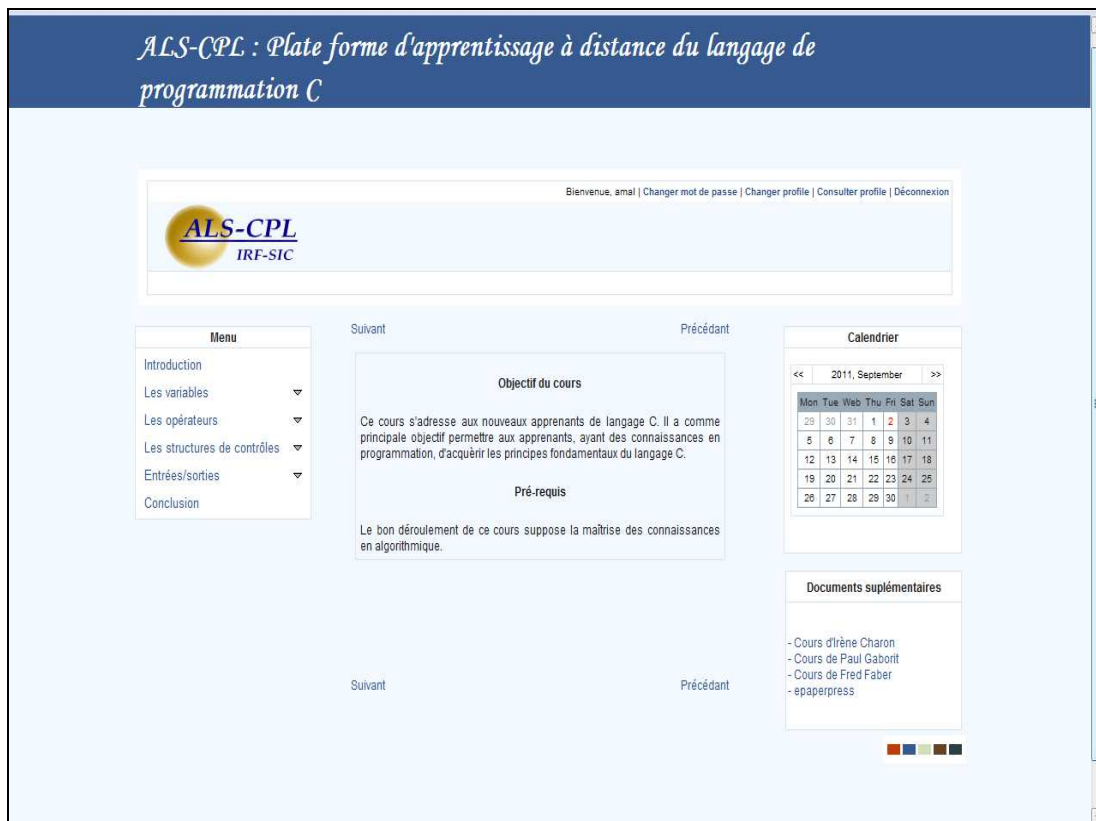 ALS-CPL : Plate forme d'apprentissage à distance du langage de
programmation C
Bienvenue, amal | Changer mot de passe | Changer profile | Consulter profile | Déconnexion
ALS-CPL
IRF-SIC
Menu
Introduction
Les variables
Les opérateurs
Les structures de contrôles
Entrées/sorties
Conclusion
Suivant Précédant
Objectif du cours
Ce cours s'adresse aux nouveaux apprenants de langage C. Il a comme
principale objectif permettre aux apprenants, ayant des connaissances en
programmation, d'acquèrir les principes fondamentaux du langage C.
Pré-requis
Le bon déroulement de ce cours suppose la maîtrise des connaissances
en algorithmique.
Suivant Précédant
Calendrier
<< 2011, September >>
Mon Tue Web Thu Fri Sat Sun
29 30 31 1 2 3 4
5 6 7 8 9 10 11
12 13 14 15 16 17 18
19 20 21 22 23 24 25
26 27 28 29 30 1 2
Documents suplémentaires
- Cours d'Irène Charon
- Cours de Paul Gaborit
- Cours de Fred Faber
- epaperpress